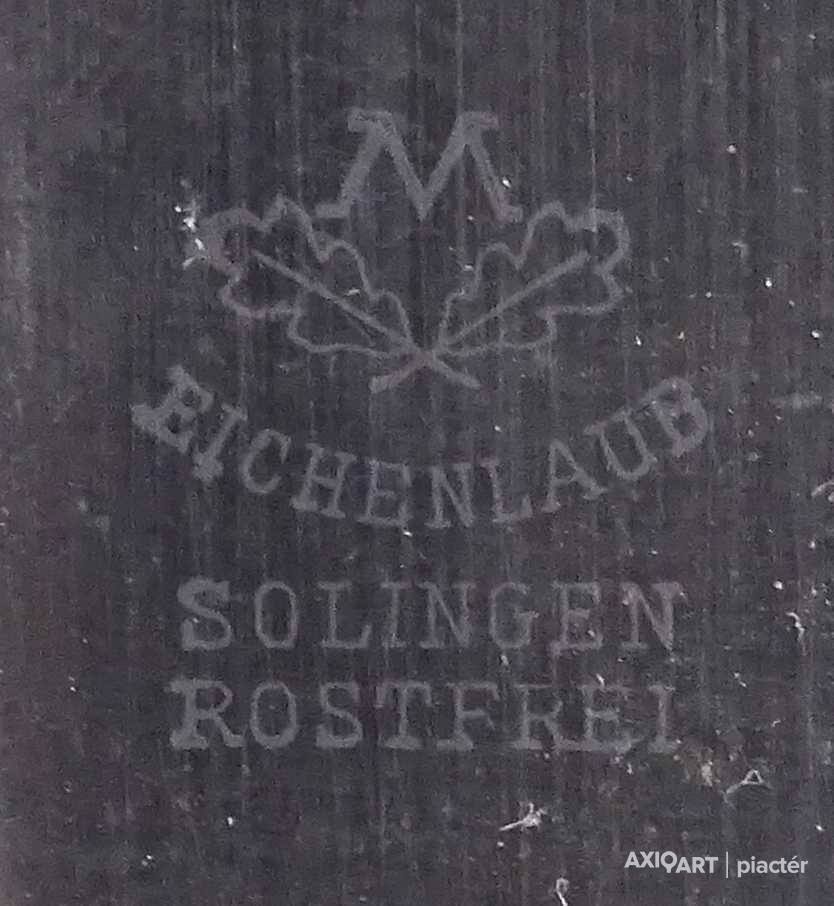 M
EICHENLAUB
SOLINGEN
ROSTFREI
AXIOART | piactér